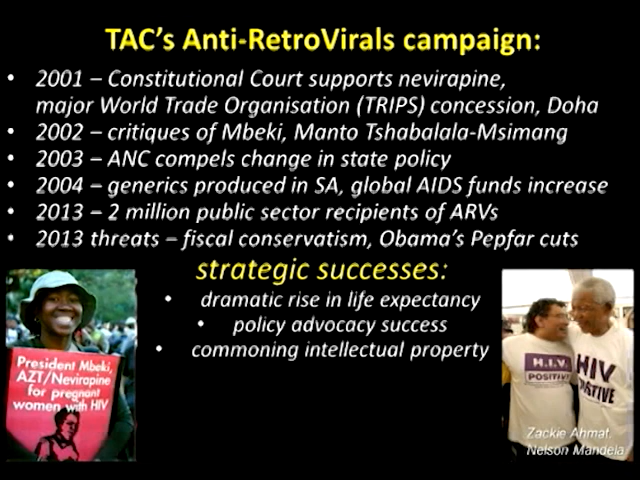 TAC's Anti-RetroVirals campaign:
• 2001 – Constitutional Court supports nevirapine,
major World Trade Organisation (TRIPS) concession, Doha
• 2002 – critiques of Mbeki, Manto Tshabalala-Msimang
• 2003 – ANC compels change in state policy
• 2004 – generics produced in SA, global AIDS funds increase
• 2013 – 2 million public sector recipients of ARVs
• 2013 threats – fiscal conservatism, Obama's Pepfar cuts
strategic successes:
• dramatic rise in life expectancy
• policy advocacy success
• commoning intellectual property
President Mbeki,
AZT/Nevirapine
for pregnant
women with HIV
H.I.V.
POSITIVE
HIV
POSITIVE
Zackie Ahmat,
Nelson Mandela